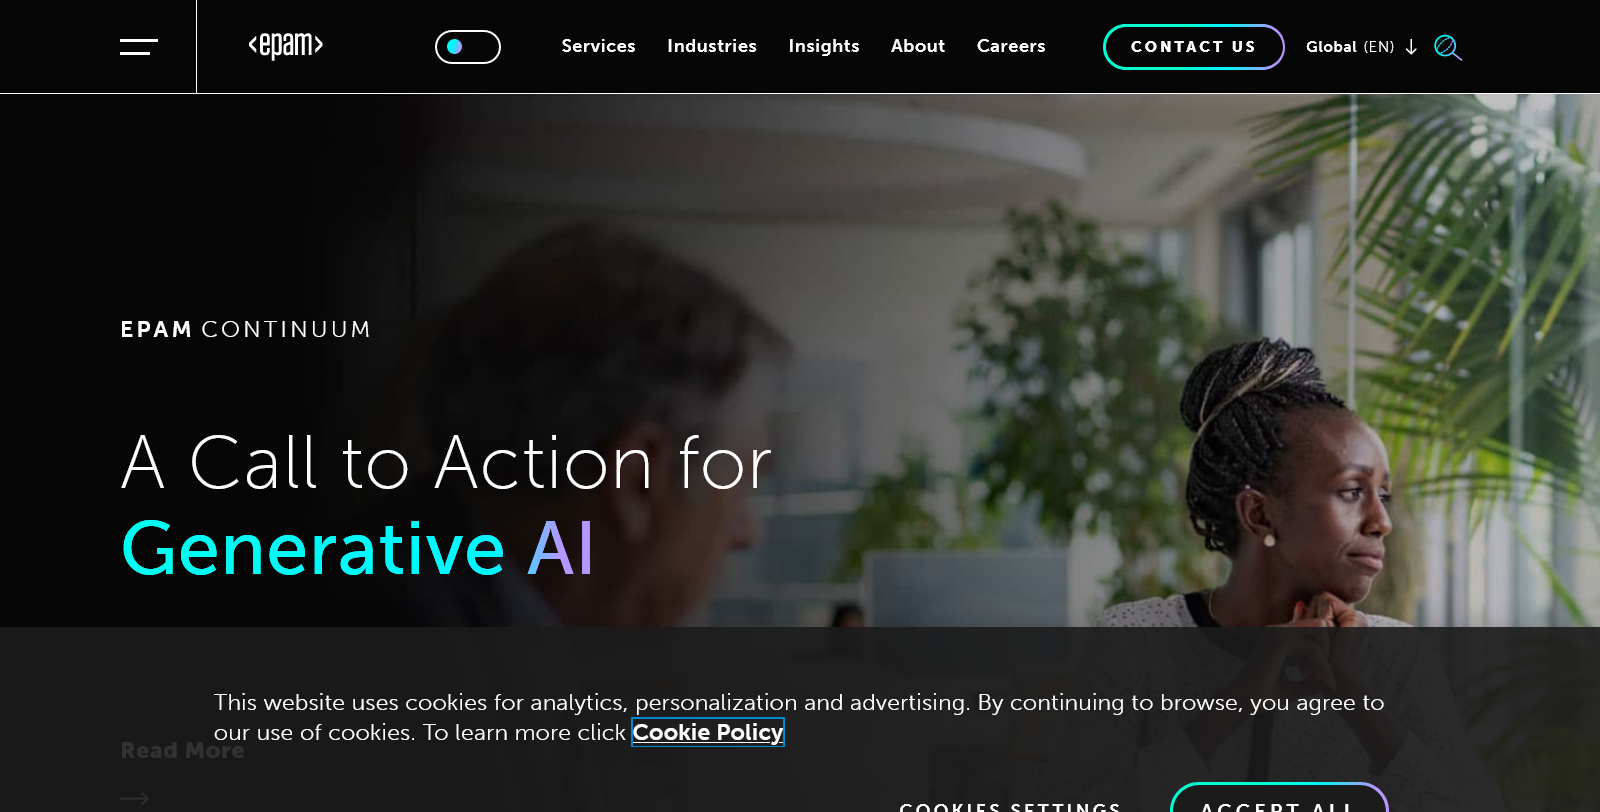 <epam>
Services Industries Insights About Careers CONTACT US Global (EN)
EPAM CONTINUUM
A Call to Action for
Generative AI
This website uses cookies for analytics, personalization and advertising. By continuing to browse, you agree to
our use of cookies. To learn more click Cookie Policy
Read More
COOKIES SETTINGS ACCEPT ALL